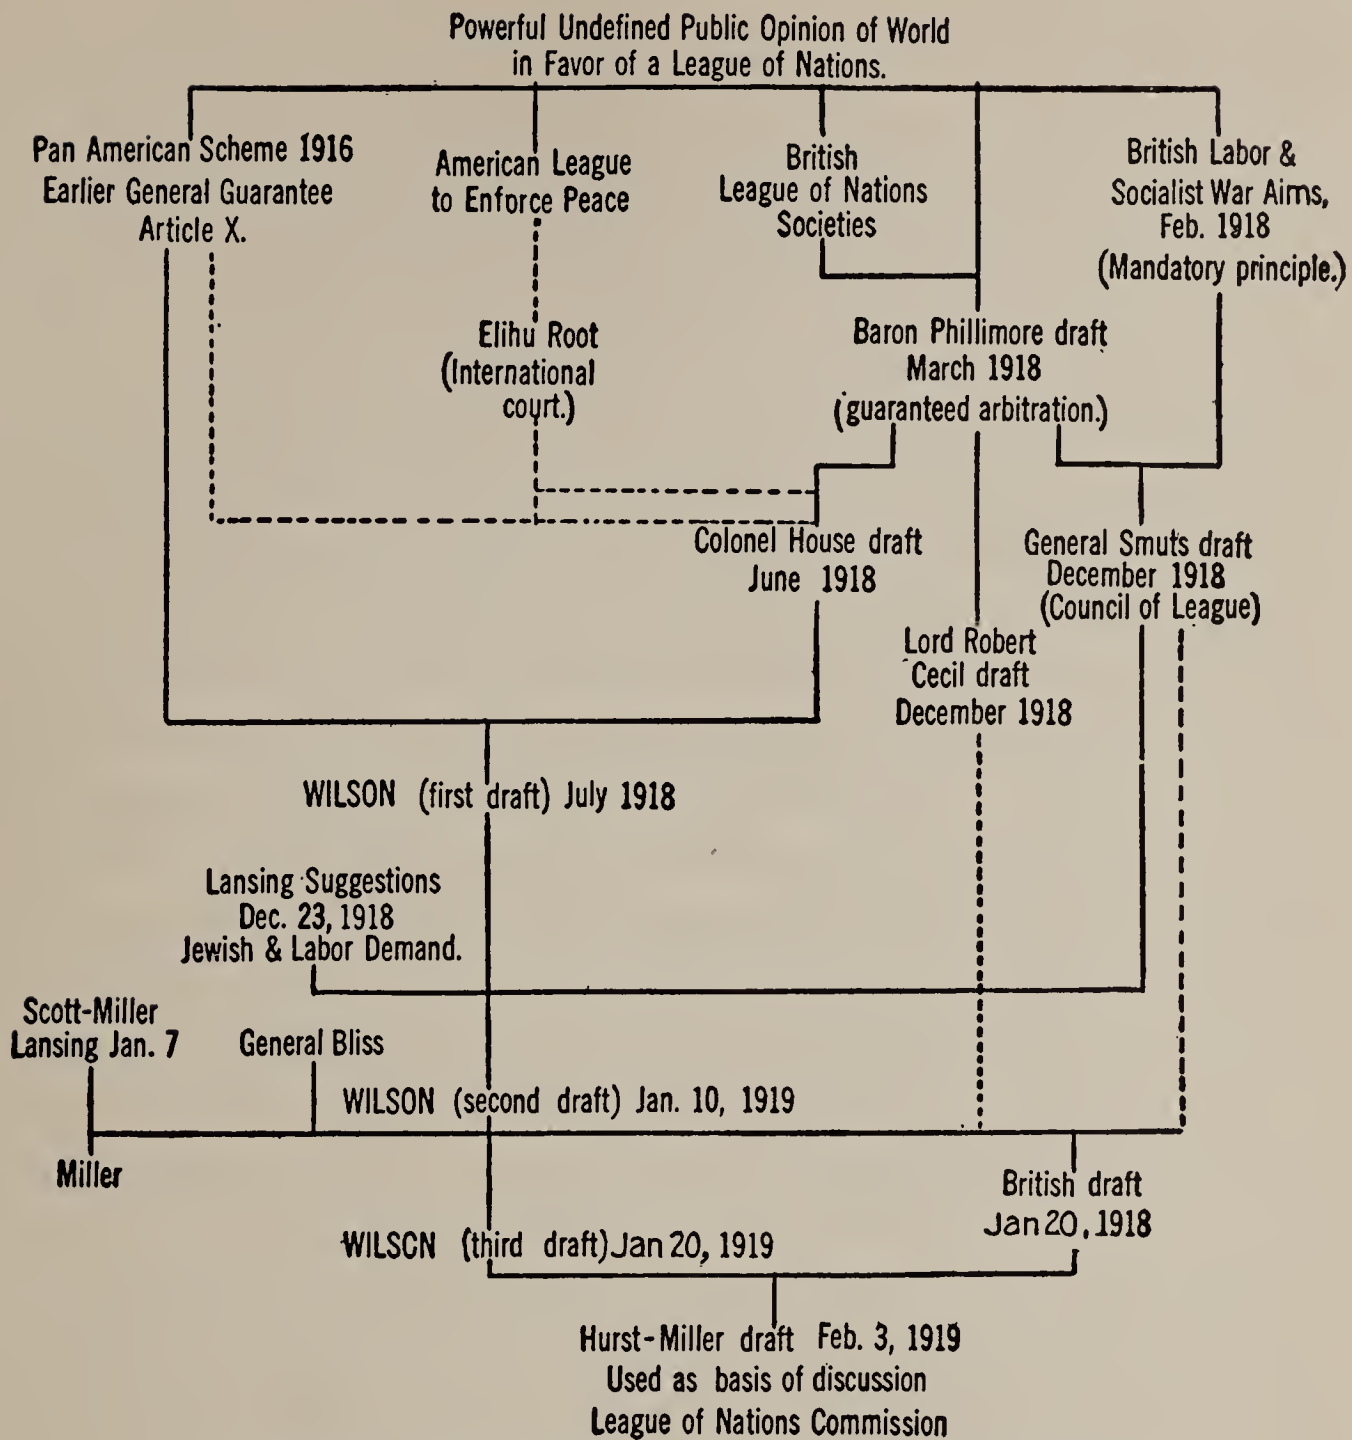 Powerful Undefined Public Opinion of World
in Favor of a League of Nations.
Pan American Scheme 1916
Earlier General Guarantee
Article X.
American League
to Enforce Peace
British
League of Nations
Societies
British Labor &
Socialist War Aims,
Feb. 1918
(Mandatory principle.)
Elihu Root
(International
court.)
Baron Phillimore draft
March 1918
(guaranteed arbitration.)
Colonel House draft
June 1918
General Smuts draft
December 1918
(Council of League)
Lord Robert
Cecil draft
December 1918
WILSON (first draft) July 1918
Lansing Suggestions
Dec. 23, 1918
Jewish & Labor Demand.
Scott-Miller
Lansing Jan. 7
General Bliss
WILSON (second draft) Jan. 10, 1919
Miller
British draft
Jan 20, 1918
WILSON (third draft) Jan 20, 1919
Hurst-Miller draft Feb. 3, 1919
Used as basis of discussion
League of Nations Commission